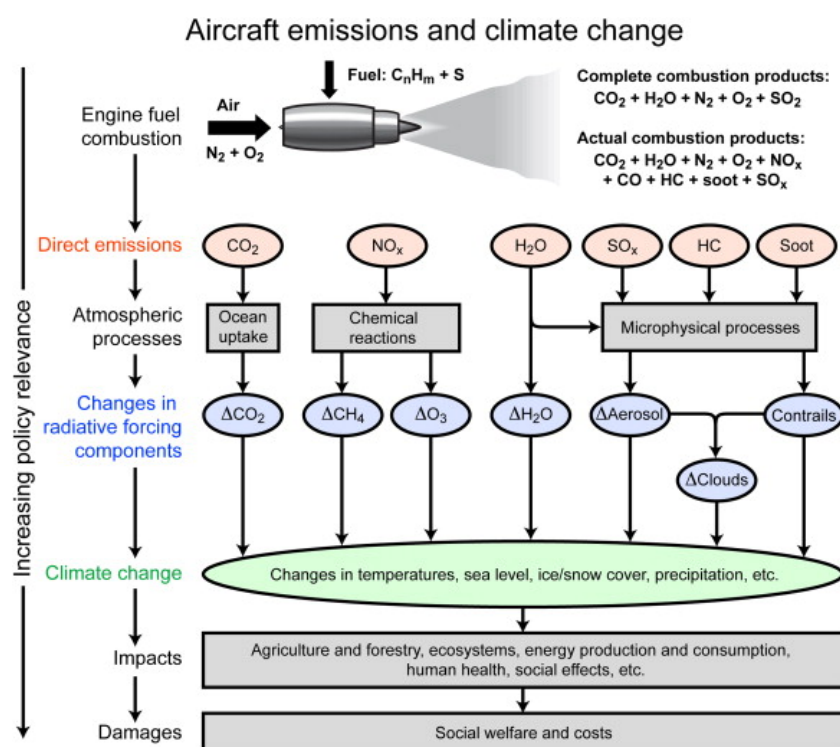 Aircraft emissions and climate change
Increasing policy relevance
Engine fuel
combustion
Air
N₂ + O₂
Fuel: CₙHₘ + S
Complete combustion products:
CO₂ + H₂O + N₂ + O₂ + SO₂
Actual combustion products:
CO₂ + H₂O + N₂ + O₂ + NOₓ
+ CO + HC + soot + SOₓ
Direct emissions
CO₂
NOₓ
H₂O
SOₓ
HC
Soot
Atmospheric
processes
Ocean
uptake
Chemical
reactions
Microphysical processes
Changes in
radiative forcing
components
ΔCO₂
ΔCH₄
ΔO₃
ΔH₂O
ΔAerosol
Contrails
ΔClouds
Climate change
Changes in temperatures, sea level, ice/snow cover, precipitation, etc.
Impacts
Agriculture and forestry, ecosystems, energy production and consumption,
human health, social effects, etc.
Damages
Social welfare and costs